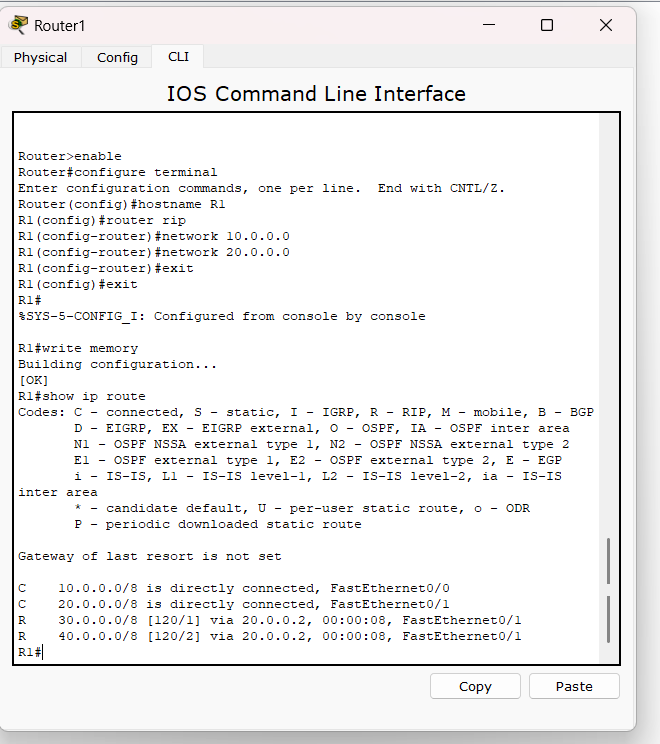 Router1
Physical Config CLI
IOS Command Line Interface
Router>enable
Router#configure terminal
Enter configuration commands, one per line.  End with CNTL/Z.
Router(config)#hostname R1
R1(config)#router rip
R1(config-router)#network 10.0.0.0
R1(config-router)#network 20.0.0.0
R1(config-router)#exit
R1(config)#exit
R1#
%SYS-5-CONFIG_I: Configured from console by console
R1#write memory
Building configuration...
[OK]
R1#show ip route
Codes: C - connected, S - static, I - IGRP, R - RIP, M - mobile, B - BGP
D - EIGRP, EX - EIGRP external, O - OSPF, IA - OSPF inter area
N1 - OSPF NSSA external type 1, N2 - OSPF NSSA external type 2
E1 - OSPF external type 1, E2 - OSPF external type 2, E - EGP
i - IS-IS, L1 - IS-IS level-1, L2 - IS-IS level-2, ia - IS-IS
inter area
* - candidate default, U - per-user static route, o - ODR
P - periodic downloaded static route
Gateway of last resort is not set
C    10.0.0.0/8 is directly connected, FastEthernet0/0
C    20.0.0.0/8 is directly connected, FastEthernet0/1
R    30.0.0.0/8 [120/1] via 20.0.0.2, 00:00:08, FastEthernet0/1
R    40.0.0.0/8 [120/2] via 20.0.0.2, 00:00:08, FastEthernet0/1
R1#
Copy Paste